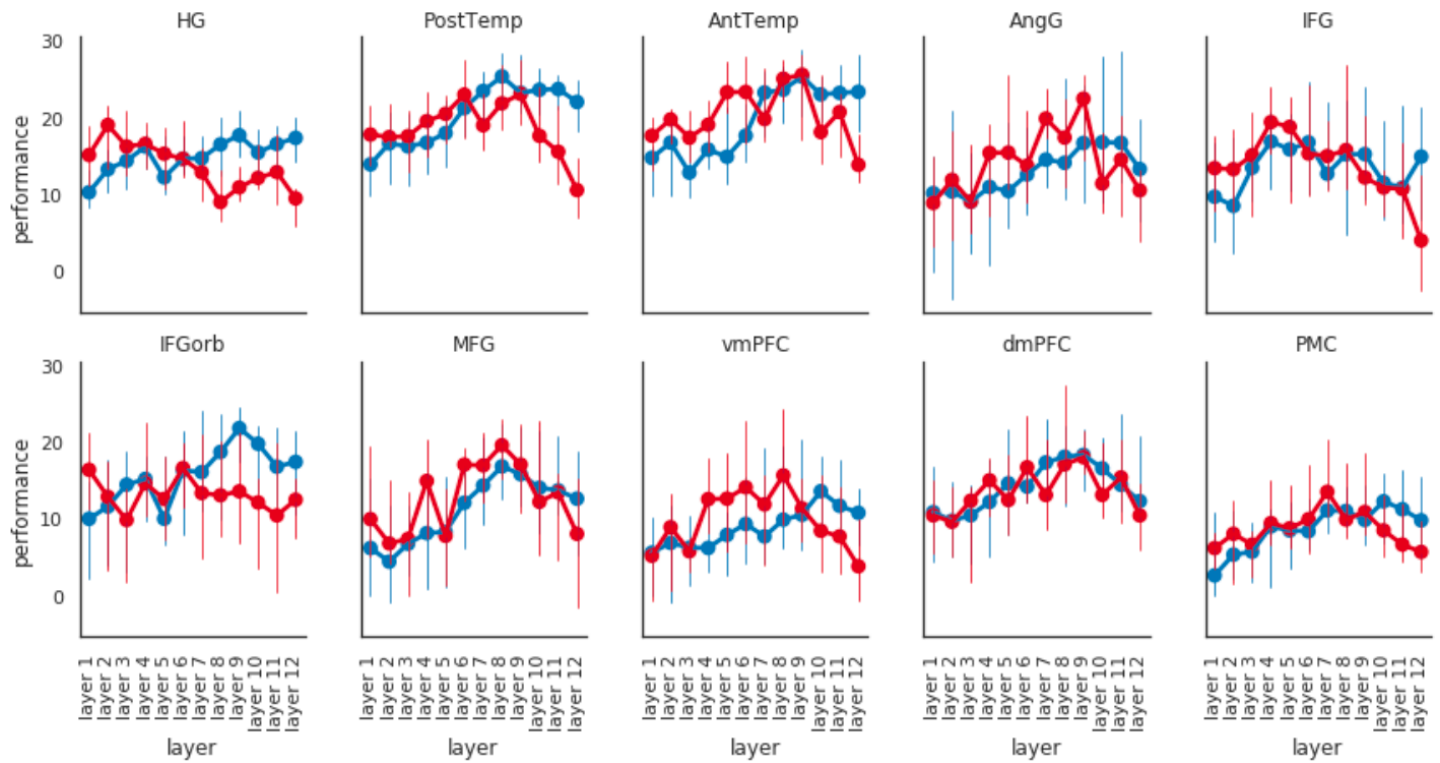 HG PostTemp AntTemp AngG IFG
performance
30
20
10
0
IFGorb MFG vmPFC dmPFC PMC
performance
30
20
10
0
layer 1 layer 2 layer 3 layer 4 layer 5 layer 6 layer 7 layer 8 layer 9 layer 10 layer 11 layer 12
layer 1 layer 2 layer 3 layer 4 layer 5 layer 6 layer 7 layer 8 layer 9 layer 10 layer 11 layer 12
layer 1 layer 2 layer 3 layer 4 layer 5 layer 6 layer 7 layer 8 layer 9 layer 10 layer 11 layer 12
layer 1 layer 2 layer 3 layer 4 layer 5 layer 6 layer 7 layer 8 layer 9 layer 10 layer 11 layer 12
layer 1 layer 2 layer 3 layer 4 layer 5 layer 6 layer 7 layer 8 layer 9 layer 10 layer 11 layer 12
layer layer layer layer layer